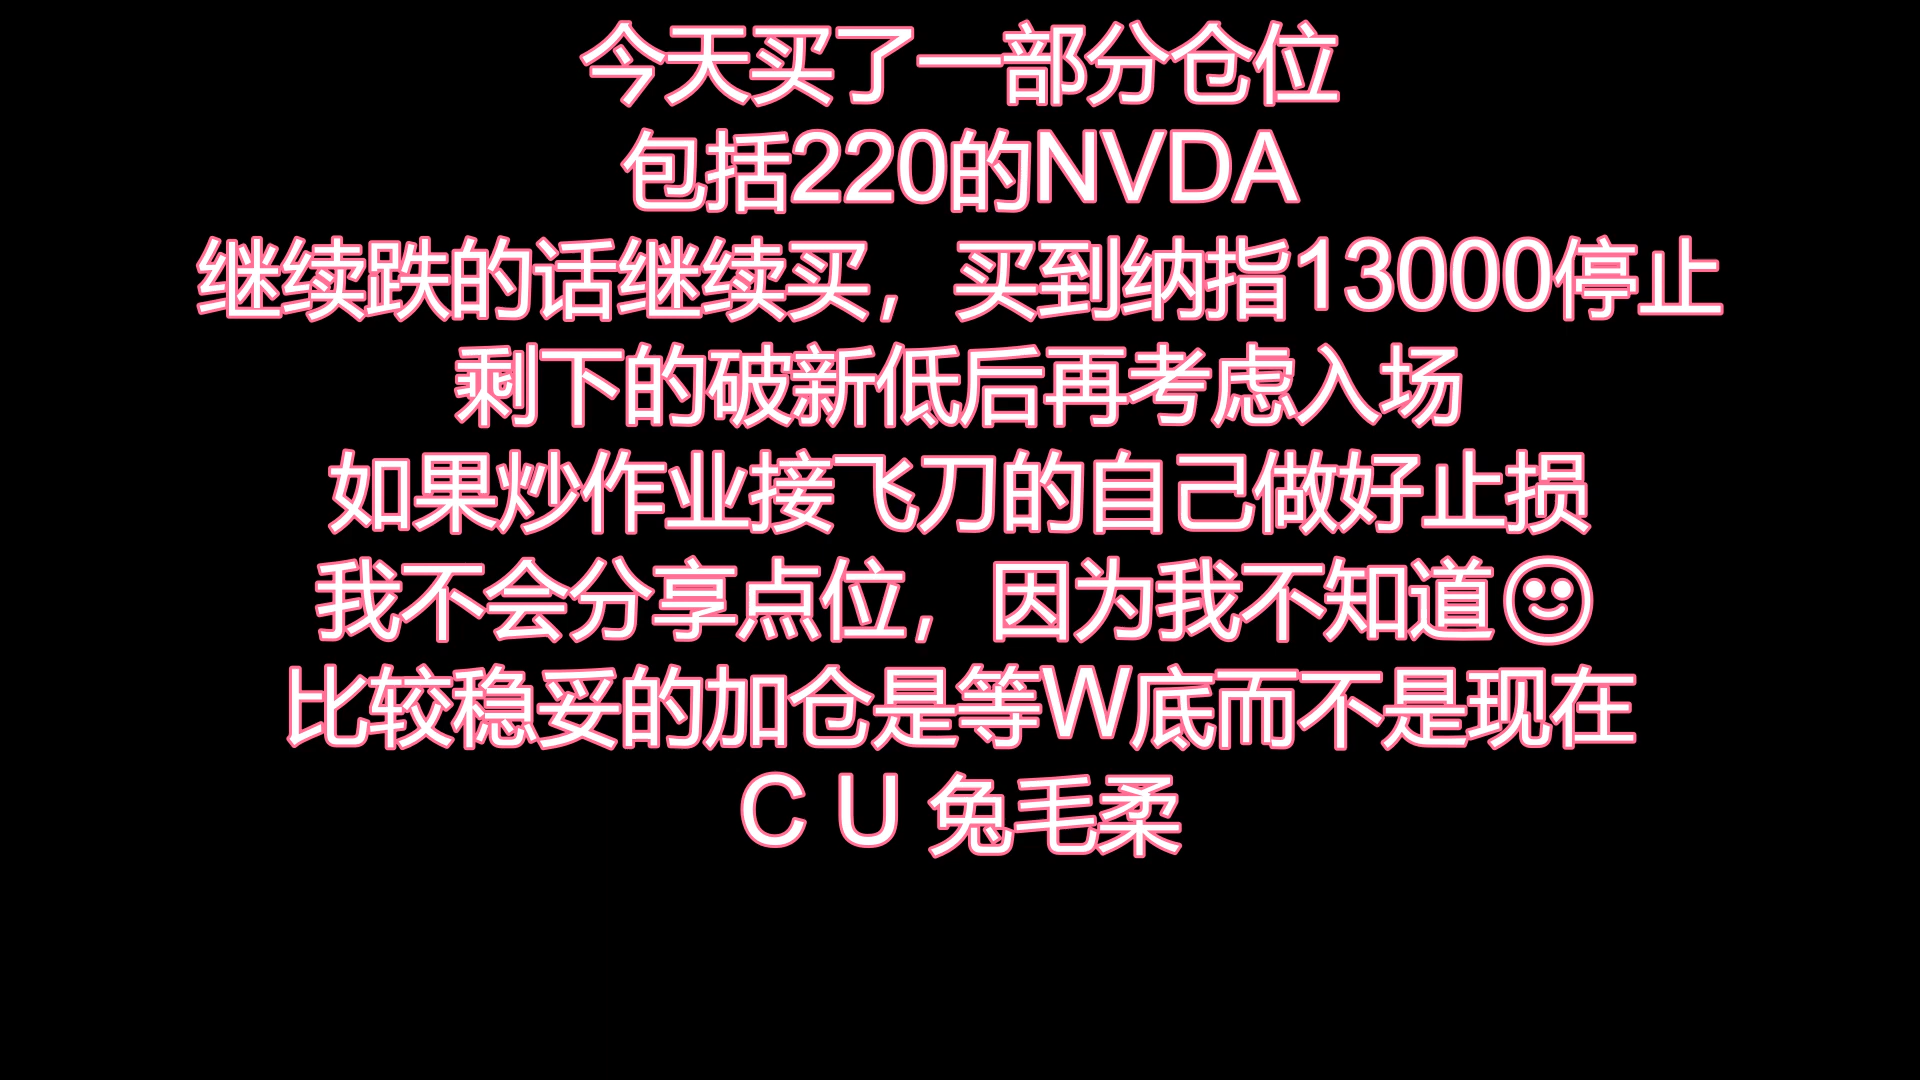 今天买了一部分仓位
包括220的NVDA
继续跌的话继续买，买到纳指13000停止
剩下的破新低后再考虑入场
如果炒作业接飞刀的自己做好止损
我不会分享点位，因为我不知道☺
比较稳妥的加仓是等W底而不是现在
C U 兔毛柔